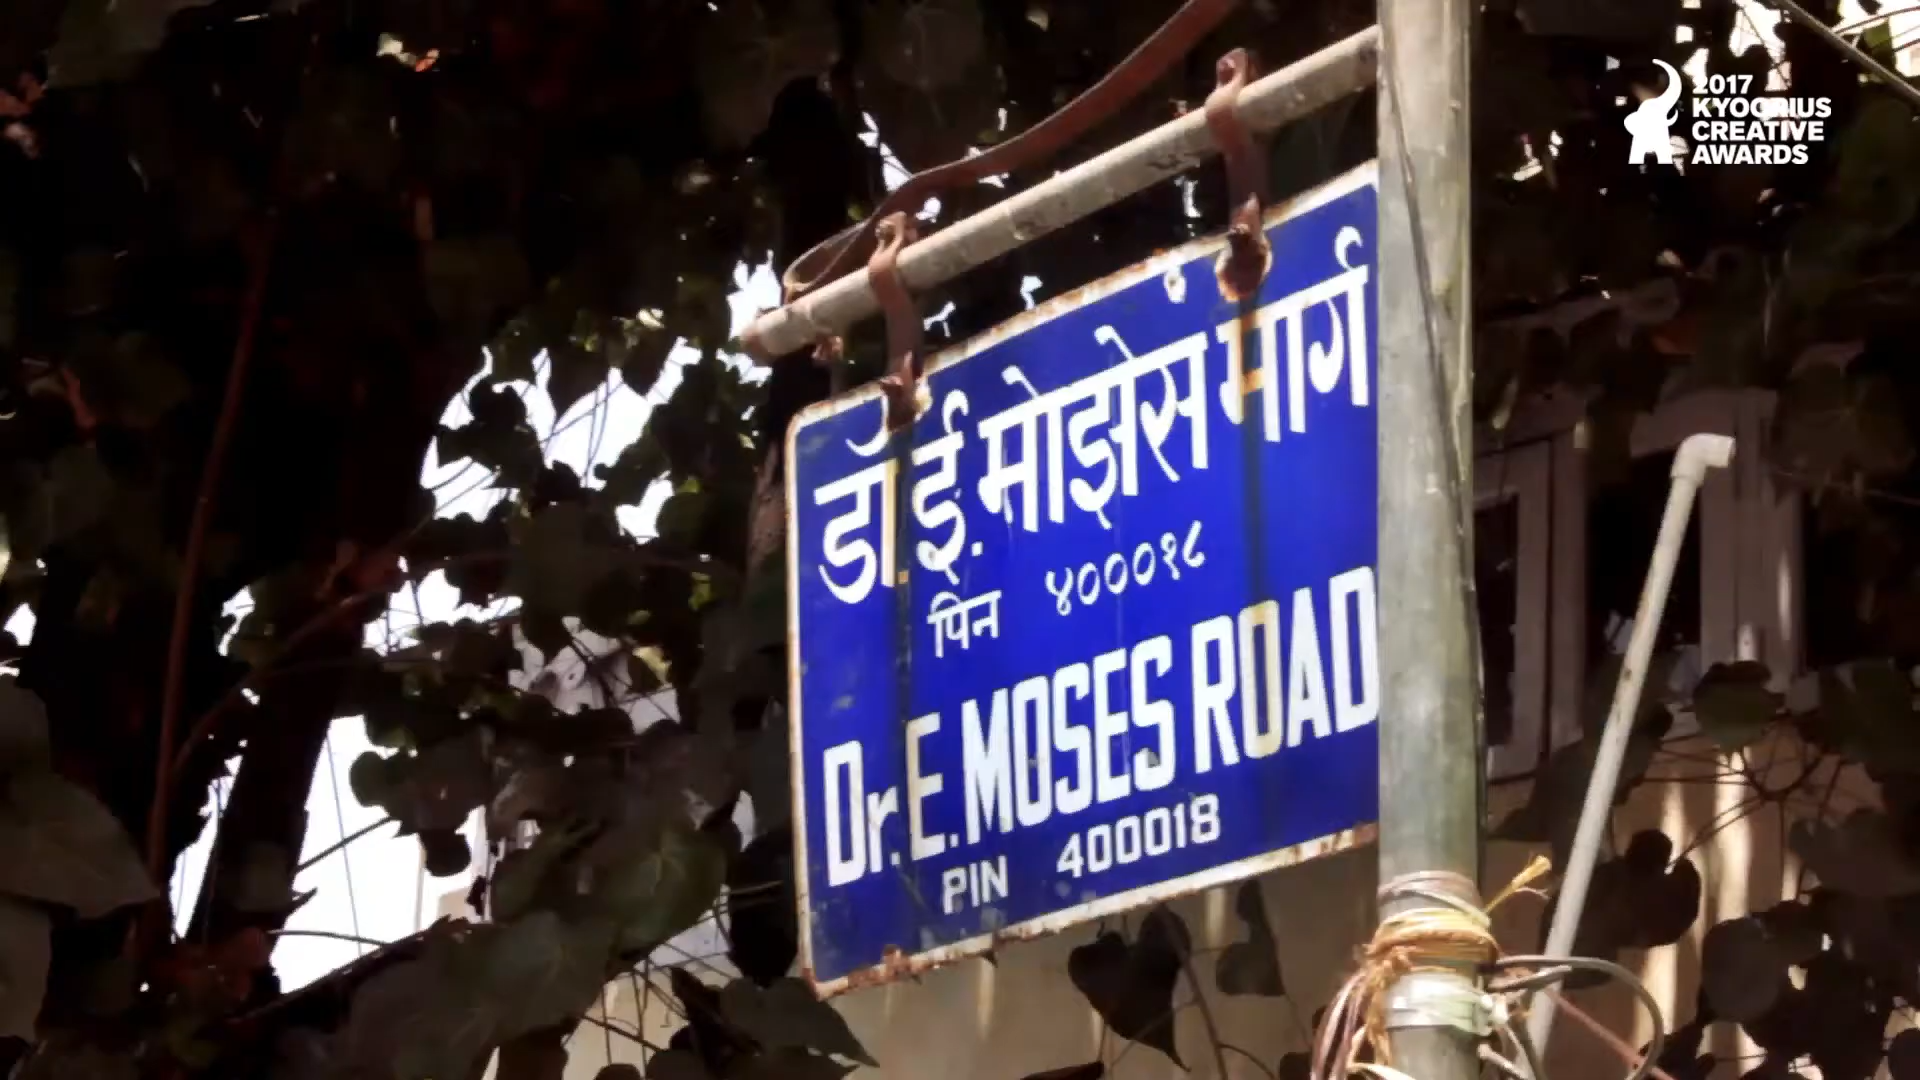 डॉ. ई. मोझेस मार्ग
पिन ४०००१८
Dr. E. MOSES ROAD
PIN 400018
2017
KYOORIUS
CREATIVE
AWARDS